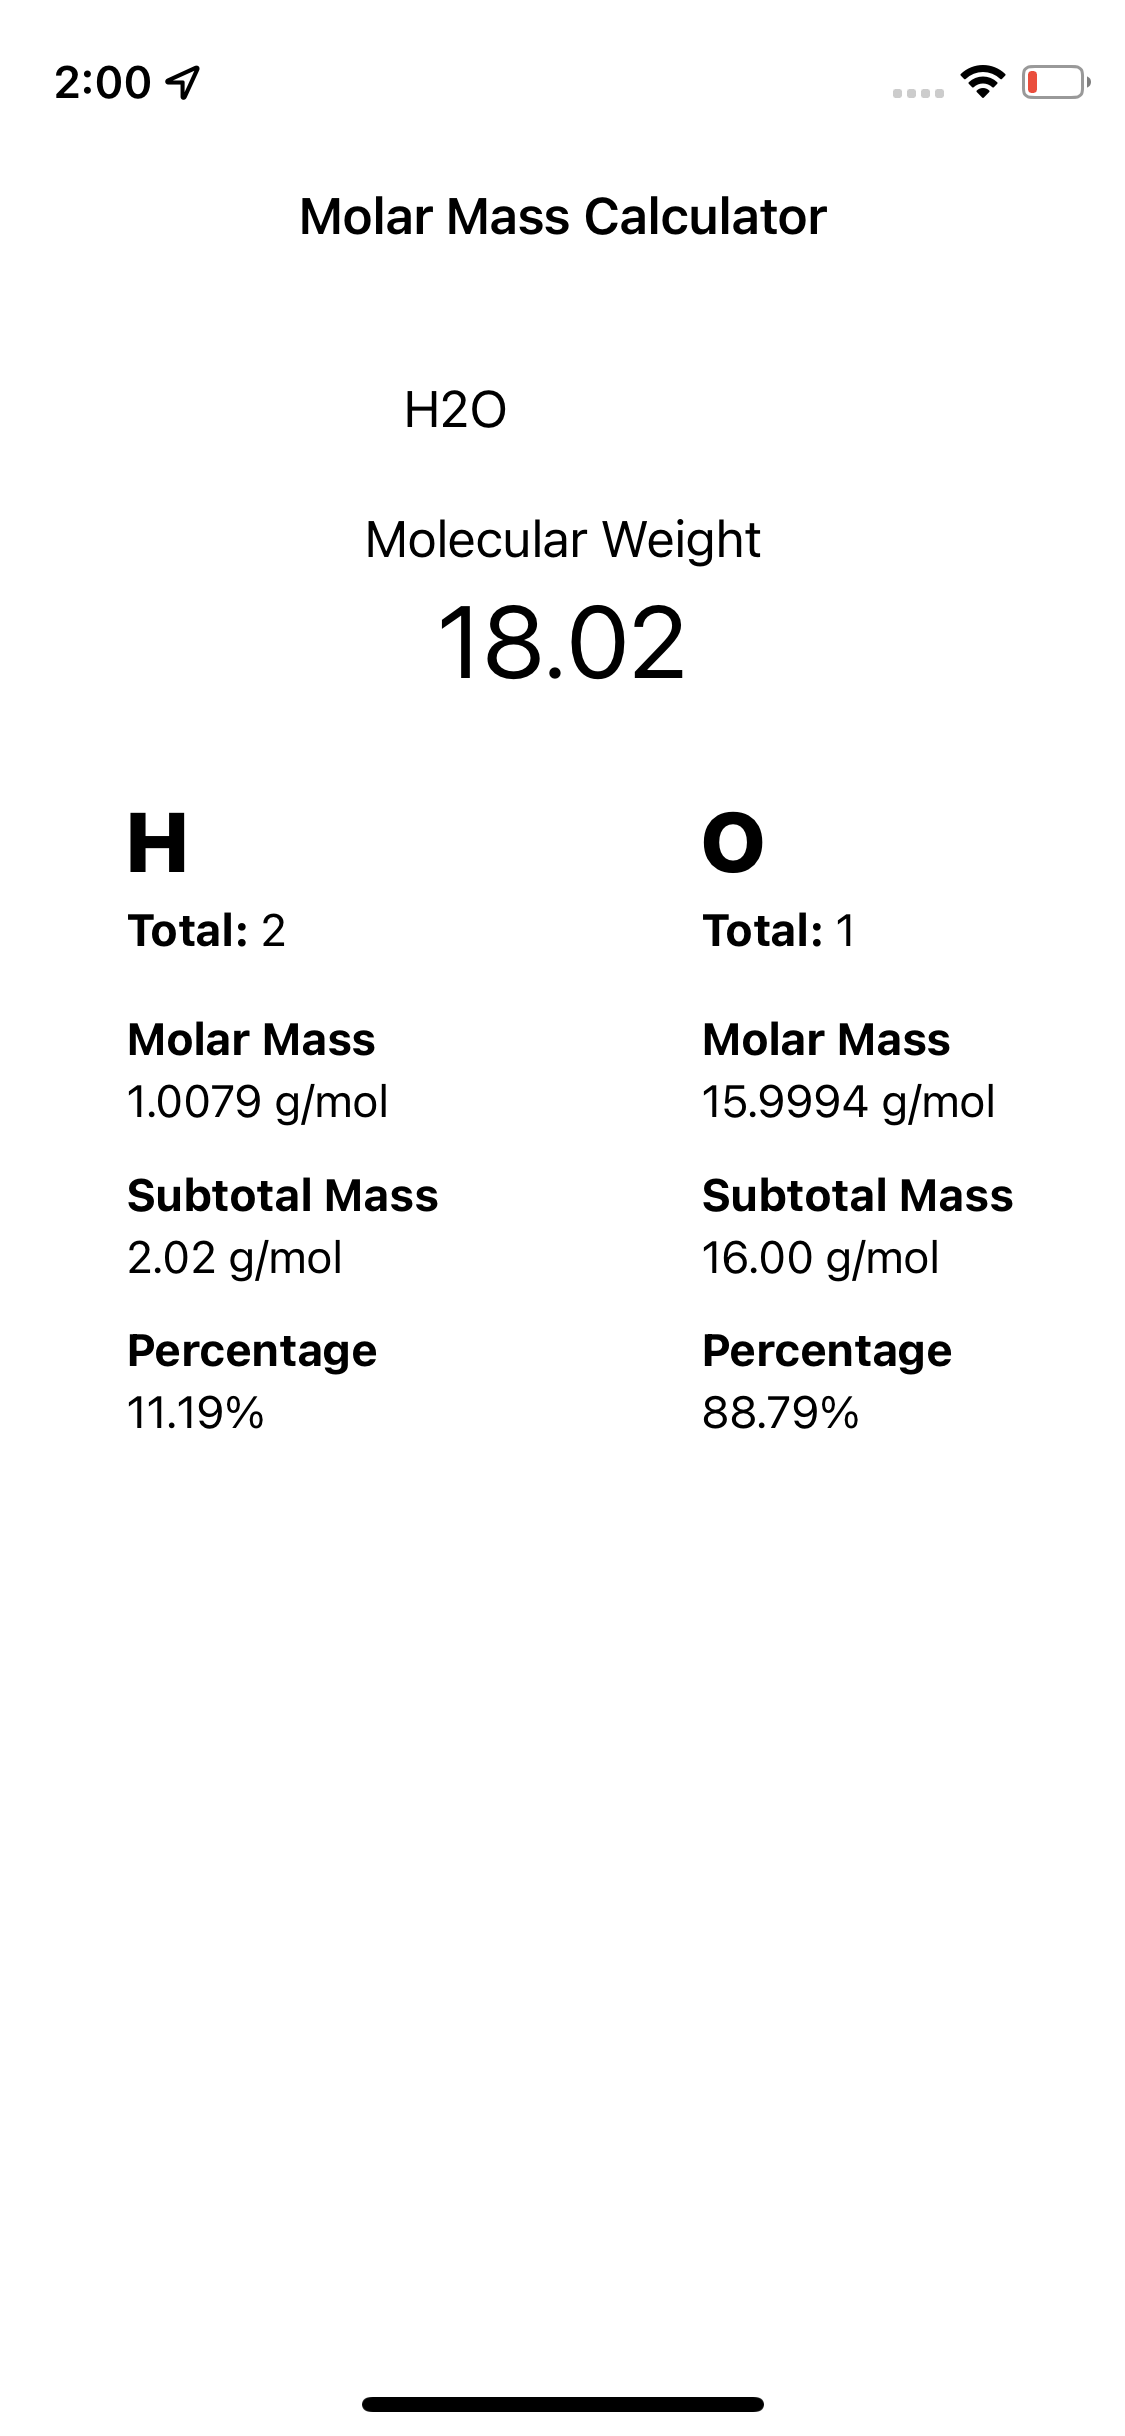 2:00
Molar Mass Calculator
H2O
Molecular Weight
18.02
H
Total: 2
Molar Mass
1.0079 g/mol
Subtotal Mass
2.02 g/mol
Percentage
11.19%
O
Total: 1
Molar Mass
15.9994 g/mol
Subtotal Mass
16.00 g/mol
Percentage
88.79%